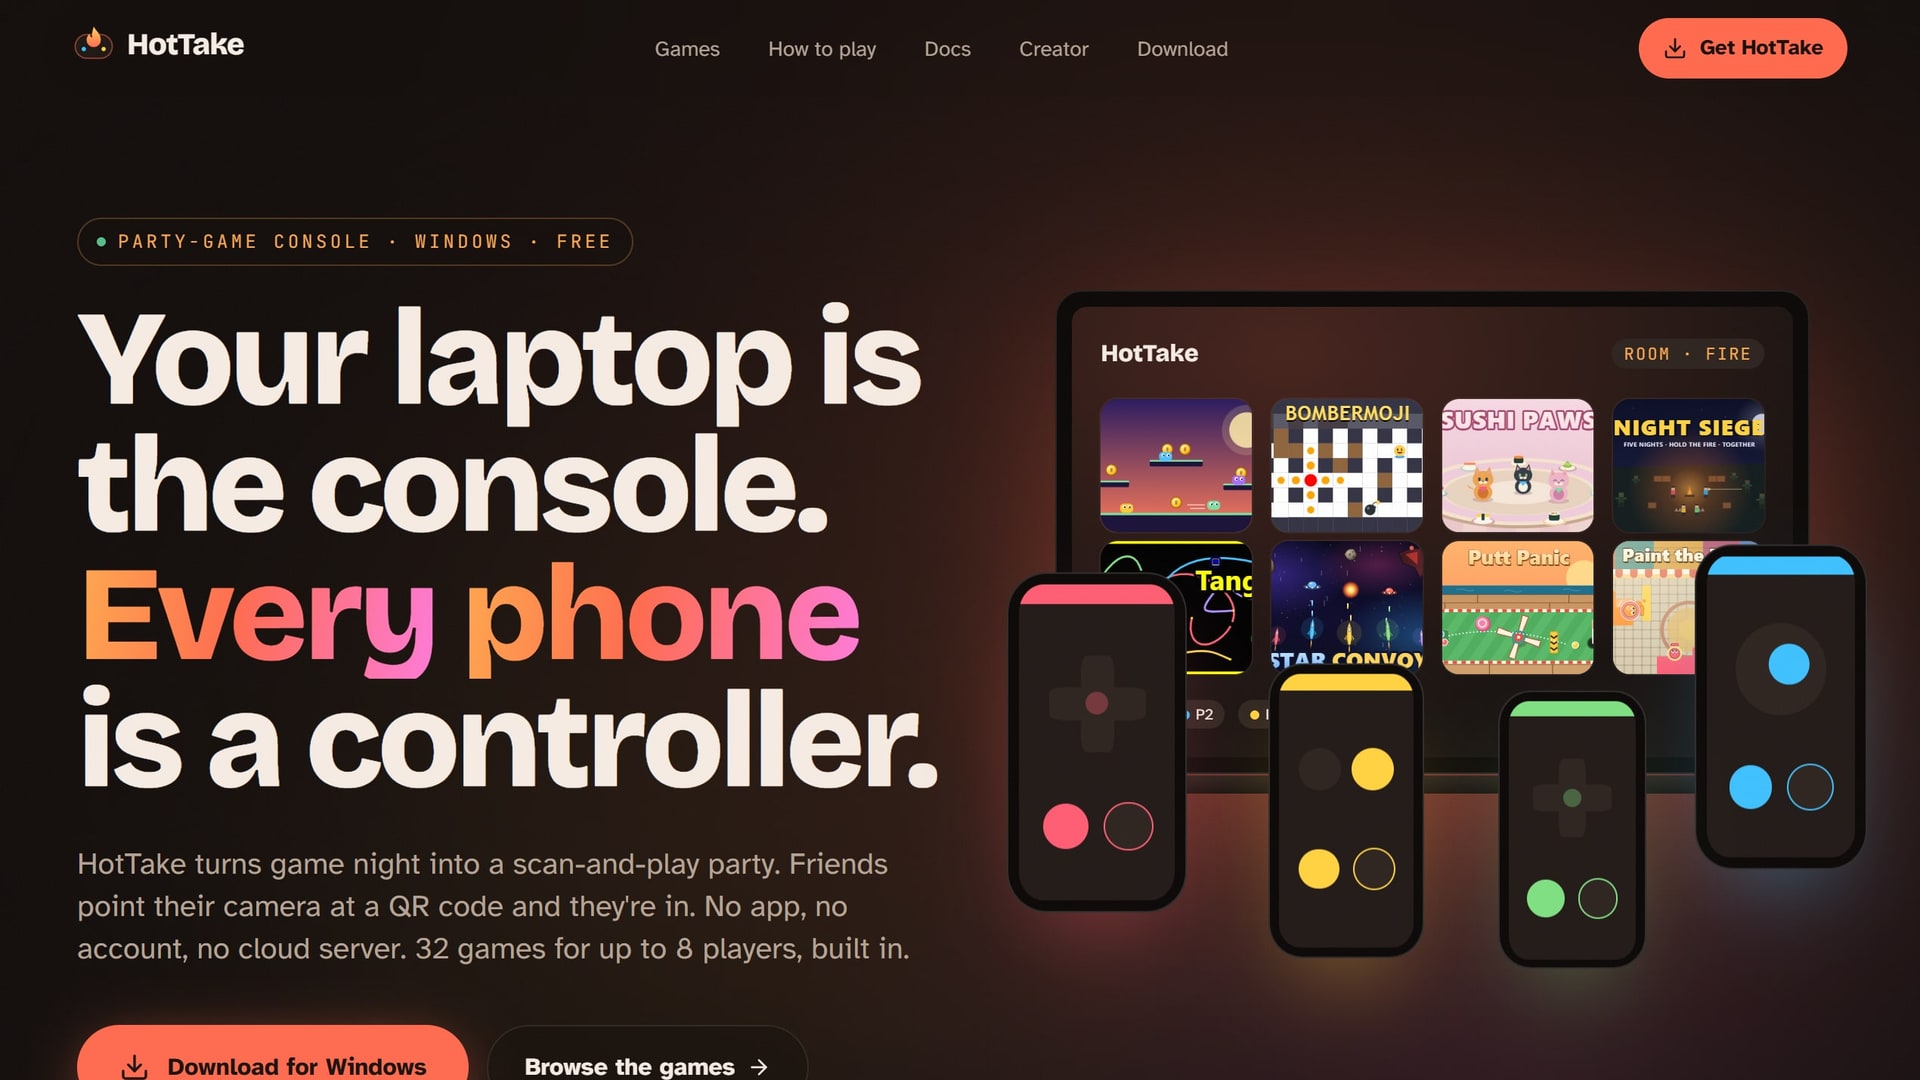 HotTake
Games
How to play
Docs
Creator
Download
Get HotTake
PARTY-GAME CONSOLE · WINDOWS · FREE
Your laptop is
the console.
Every phone
is a controller.
HotTake turns game night into a scan-and-play party. Friends
point their camera at a QR code and they're in. No app, no
account, no cloud server. 32 games for up to 8 players, built in.
Download for Windows
Browse the games →
HotTake
ROOM · FIRE
BOMBERMOJI
SUSHI PAWS
NIGHT SIEGE
FIVE NIGHTS · HOLD THE FIRE · TOGETHER
Tang
STAR CONVOY
Putt Panic
Paint the
P2